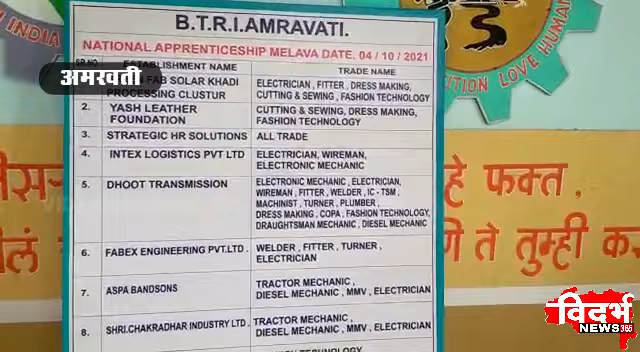 B.T.R.I.AMRAVATI.
NATIONAL APPRENTICESHIP MELAVA DATE. 04 / 10 / 2021
SR.NO. ESTABLISHMENT NAME TRADE NAME
FAB SOLAR KHADI PROCESSING CLUSTUR ELECTRICIAN , FITTER , DRESS MAKING,
CUTTING & SEWING , FASHION TECHNOLOGY
2. YASH LEATHER FOUNDATION CUTTING & SEWING, DRESS MAKING,
FASHION TECHNOLOGY
3. STRATEGIC HR SOLUTIONS ALL TRADE
4. INTEX LOGISTICS PVT LTD ELECTRICIAN, WIREMAN,
ELECTRONIC MECHANIC
5. DHOOT TRANSMISSION ELECTRONIC MECHANIC , ELECTRICIAN,
WIREMAN , FITTER , WELDER , IC - TSM ,
MACHINIST , TURNER , PLUMBER ,
DRESS MAKING , COPA , FASHION TECHNOLOGY,
DRAUGHTSMAN MECHANIC , DIESEL MECHANIC
6. FABEX ENGINEERING PVT.LTD . WELDER , FITTER , TURNER ,
ELECTRICIAN
7. ASPA BANDSONS TRACTOR MECHANIC ,
DIESEL MECHANIC , MMV , ELECTRICIAN
8. SHRI.CHAKRADHAR INDUSTRY LTD . TRACTOR MECHANIC ,
DIESEL MECHANIC , MMV , ELECTRICIAN
अमरवती
INDIA
LOVE HUMAN
हे फक्त .
ते तुम्ही
विदर्भ
NEWS 365